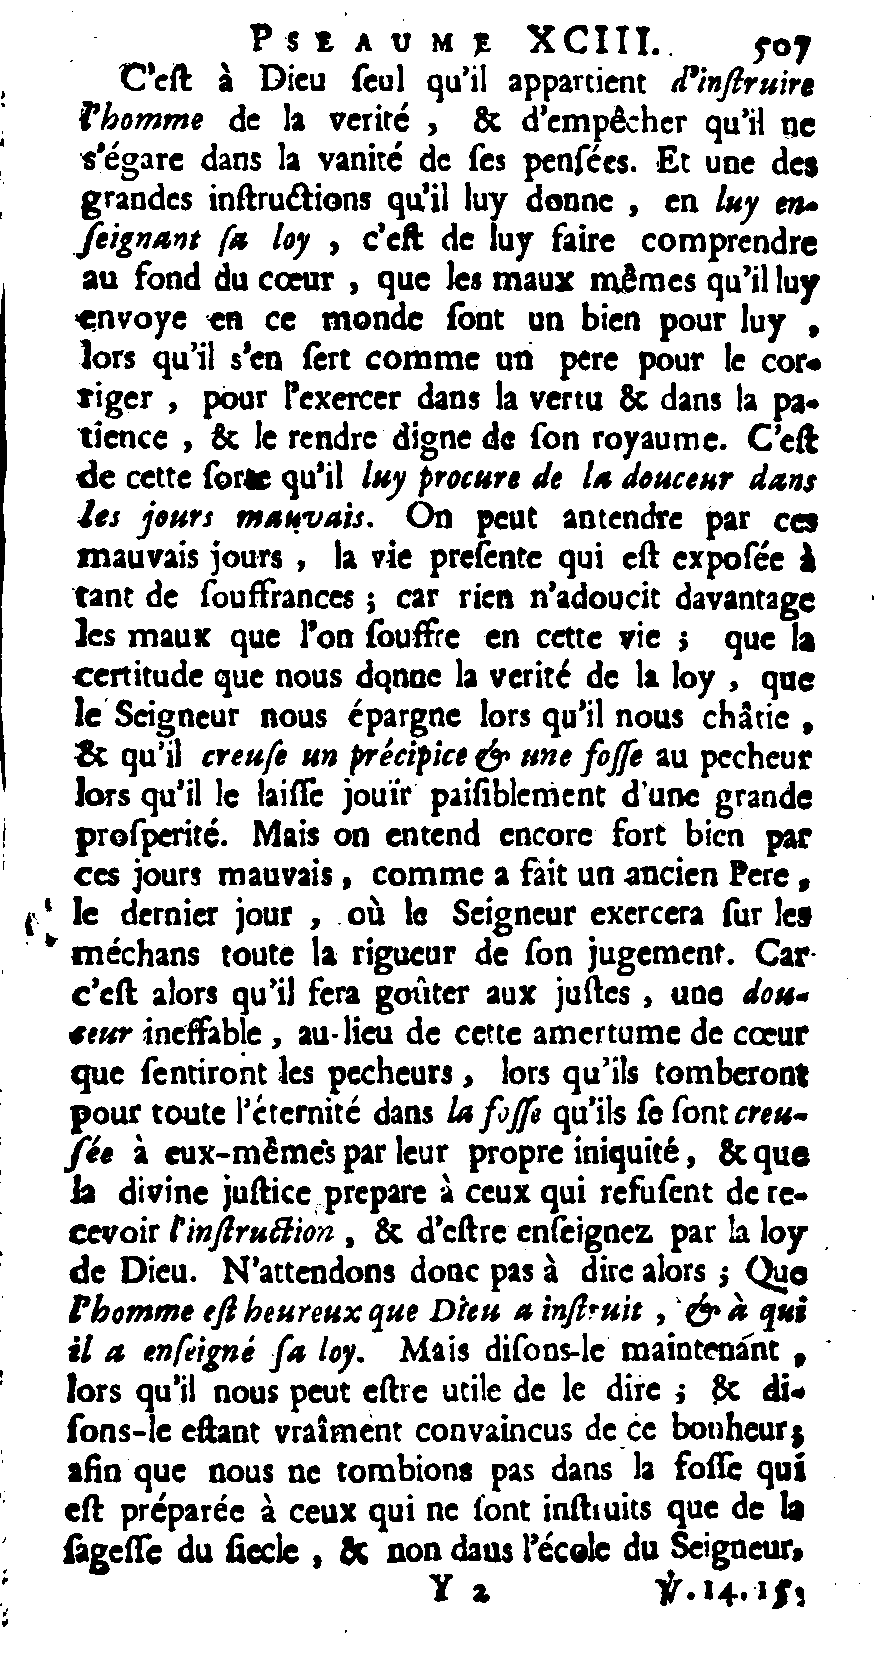 PSEAUME XCIII. 507
C'eſt à Dieu ſeul qu'il appartient d'inſtruire
l'homme de la verité , & d'empêcher qu'il ne
s'égare dans la vanité de ſes penſées. Et une des
grandes inſtructions qu'il luy donne , en luy en-
ſeignant ſa loy , c'eſt de luy faire comprendre
au fond du cœur , que les maux mêmes qu'il luy
envoye en ce monde ſont un bien pour luy ,
lors qu'il s'en ſert comme un pere pour le cor-
riger , pour l'exercer dans la vertu & dans la pa-
tience , & le rendre digne de ſon royaume. C'eſt
de cette ſorte qu'il luy procure de la douceur dans
les jours mauvais. On peut antendre par ces
mauvais jours , la vie preſente qui eſt expoſée à
tant de ſouffrances ; car rien n'adoucit davantage
les maux que l'on ſouffre en cette vie ; que la
certitude que nous donne la verité de la loy , que
le Seigneur nous épargne lors qu'il nous châtie ,
& qu'il creuſe un précipice & une foſſe au pecheur
lors qu'il le laiſſe jouïr paiſiblement d'une grande
proſperité. Mais on entend encore fort bien par
ces jours mauvais , comme a fait un ancien Pere ,
le dernier jour , où le Seigneur exercera ſur les
méchans toute la rigueur de ſon jugement. Car
c'eſt alors qu'il fera goûter aux juſtes , une dou-
ceur ineffable , au-lieu de cette amertume de cœur
que ſentiront les pecheurs , lors qu'ils tomberont
pour toute l'éternité dans la foſſe qu'ils ſe ſont creu-
ſée à eux-mêmes par leur propre iniquité , & que
la divine juſtice prepare à ceux qui refuſent de re-
cevoir l'inſtruction , & d'eſtre enſeignez par la loy
de Dieu. N'attendons donc pas à dire alors ; Que
l'homme eſt heureux que Dieu a inſtruit , & à qui
il a enſeigné ſa loy. Mais diſons-le maintenant ,
lors qu'il nous peut eſtre utile de le dire ; & di-
ſons-le eſtant vraîment convaincus de ce bonheur;
afin que nous ne tombions pas dans la foſſe qui
eſt préparée à ceux qui ne ſont inſtruits que de la
ſageſſe du ſiecle , & non dans l'école du Seigneur.
Y 2 ℣.14.15.